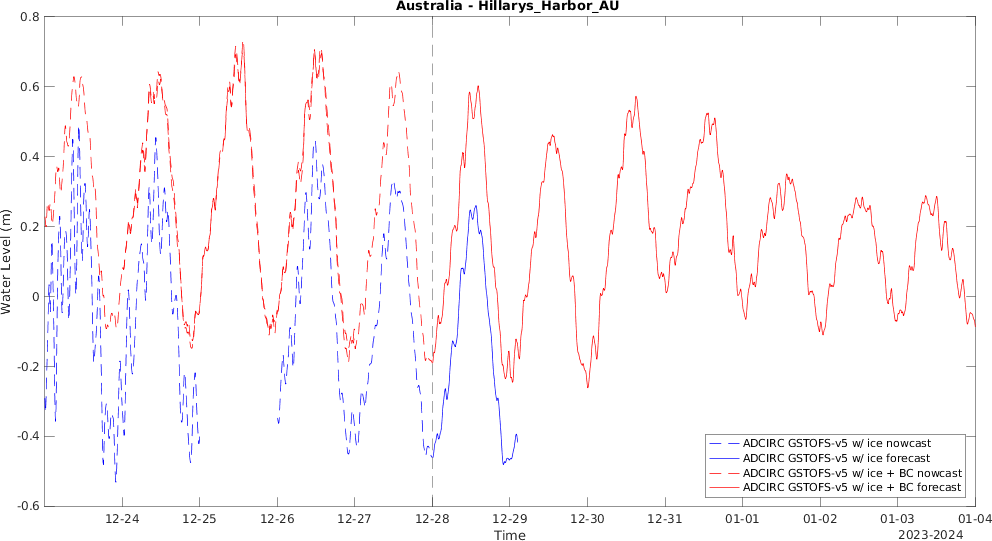 Australia - Hillarys_Harbor_AU
Water Level (m)
0.8
0.6
0.4
0.2
0
-0.2
-0.4
-0.6
ADCIRC GSTOFS-v5 w/ ice nowcast
ADCIRC GSTOFS-v5 w/ ice forecast
ADCIRC GSTOFS-v5 w/ ice + BC nowcast
ADCIRC GSTOFS-v5 w/ ice + BC forecast
12-24 12-25 12-26 12-27 12-28 12-29 12-30 12-31 01-01 01-02 01-03 01-04
Time
2023-2024